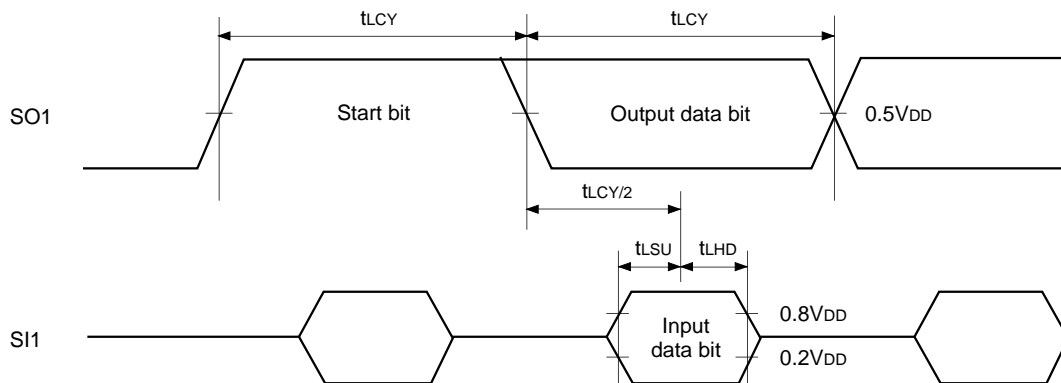 tLCY tLCY
SO1 Start bit Output data bit 0.5VDD
tLCY/2
tLSU tLHD
SI1 Input data bit 0.8VDD
0.2VDD